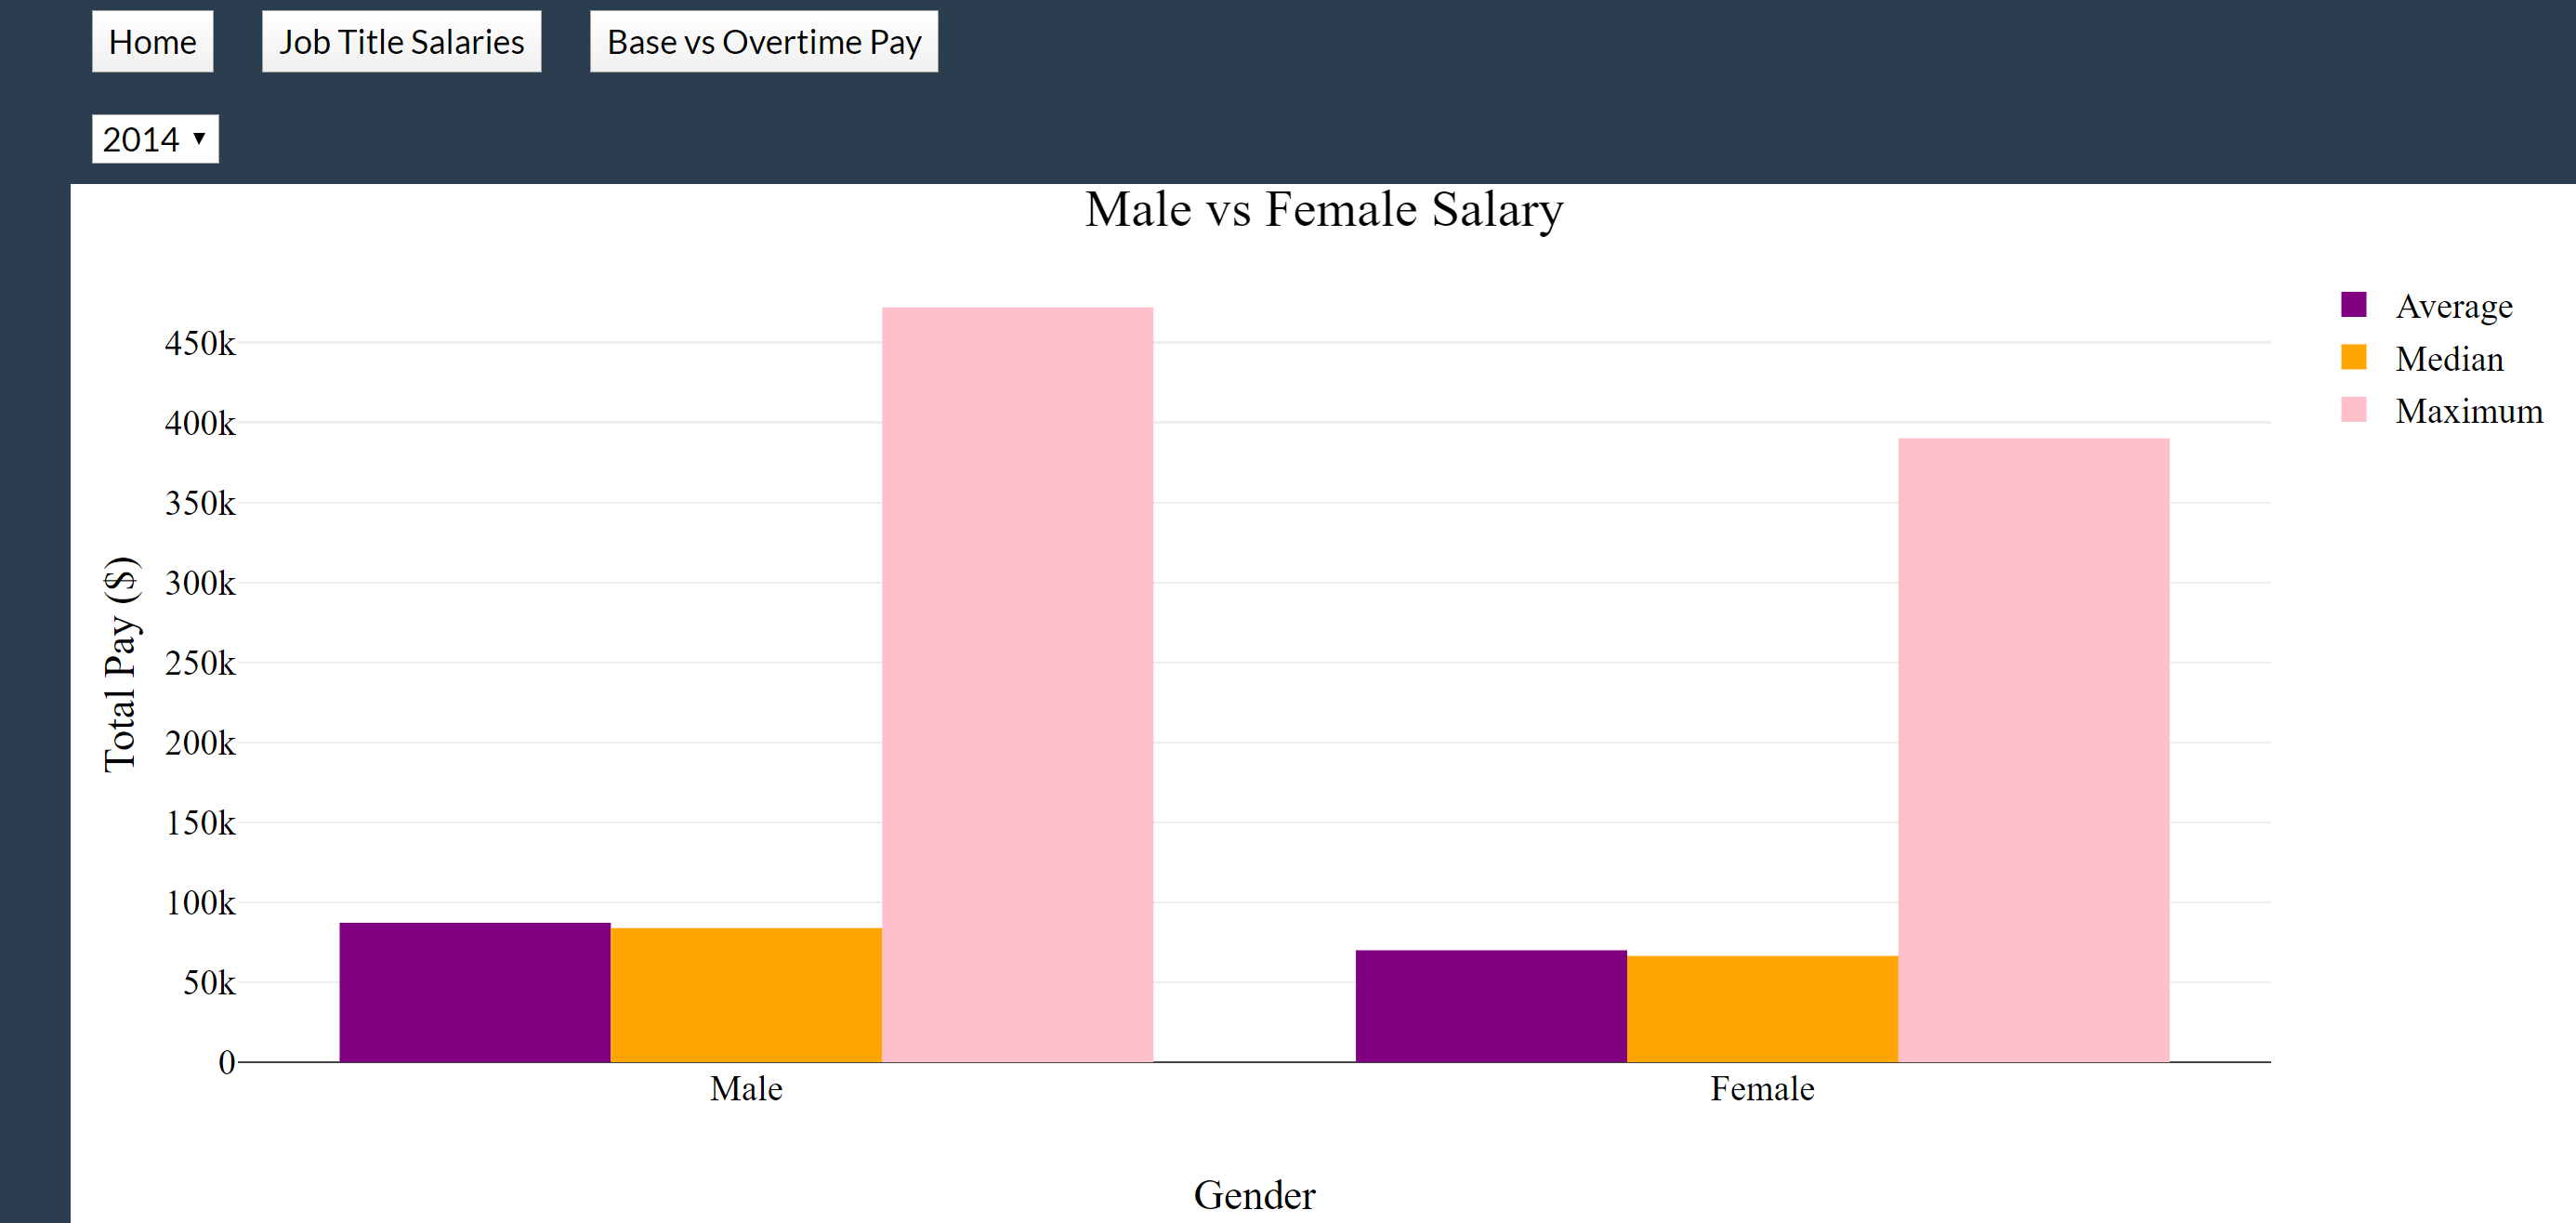 Home Job Title Salaries Base vs Overtime Pay
2014
Male vs Female Salary
Average
Median
Maximum
Total Pay ($)
450k
400k
350k
300k
250k
200k
150k
100k
50k
0
Male Female
Gender